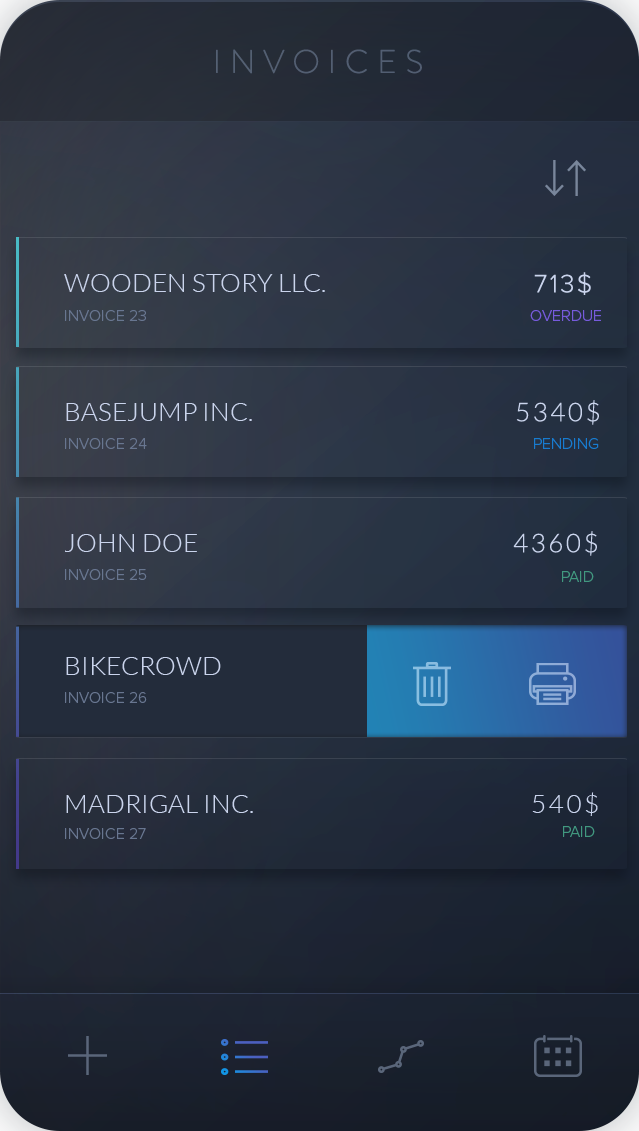 INVOICES
WOODEN STORY LLC. 713$
INVOICE 23 OVERDUE
BASEJUMP INC. 5340$
INVOICE 24 PENDING
JOHN DOE 4360$
INVOICE 25 PAID
BIKECROWD
INVOICE 26
MADRIGAL INC. 540$
INVOICE 27 PAID